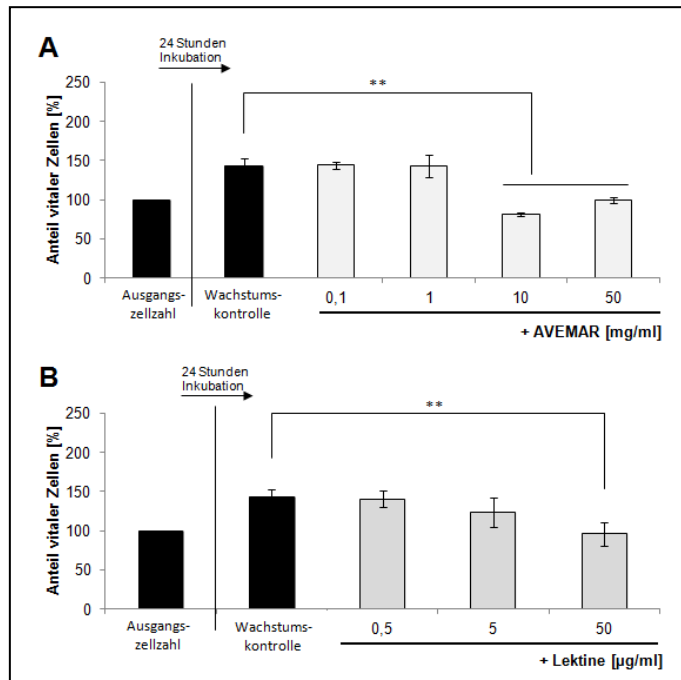 A
24 Stunden
Inkubation
**
Anteil vitaler Zellen [%]
250
200
150
100
50
0
Ausgangs-
zellzahl
Wachstums-
kontrolle
0,1 1 10 50
+ AVEMAR [mg/ml]
B
24 Stunden
Inkubation
**
Anteil vitaler Zellen [%]
250
200
150
100
50
0
Ausgangs-
zellzahl
Wachstums-
kontrolle
0,5 5 50
+ Lektine [µg/ml]